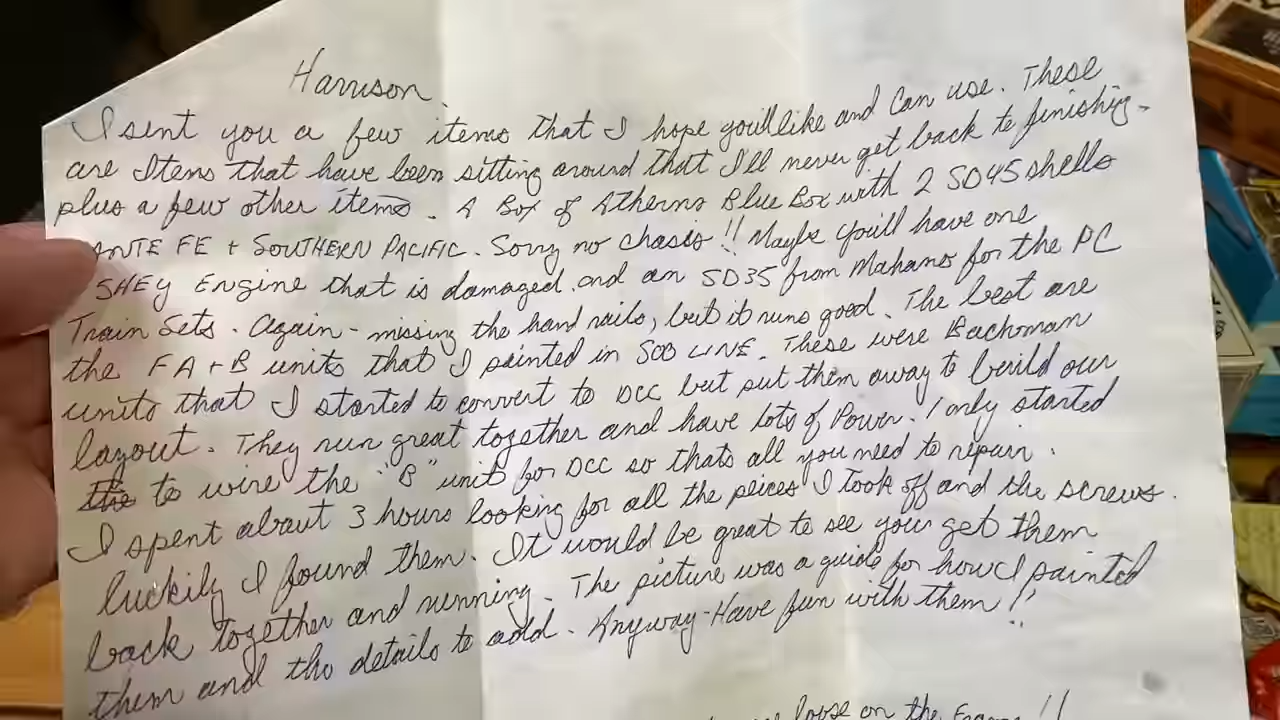 Harrison.
I sent you a few items that I hope you'll like and can use. These
are Items that have been sitting around that I'll never get back to finishing -
plus a few other items. A Box of Atherns Blue Box with 2 SD45 shells
ANTE FE + SOUTHERN PACIFIC. Sorry no chasis!! Maybe you'll have one
SHEY Engine that is damaged. and an SD35 from Mahano for the PC
Train Sets. Again - missing the hand rails, but it runs good. The best are
the FA + B units that I painted in SOO LINE. These were Bachman
units that I started to convert to DCC but put them away to build our
layout. They run great together and have lots of Power. I only started
to wire the "B" unit for DCC so thats all you need to repair.
I spent about 3 hours looking for all the peices I took off and the screws.
luckily I found them. It would be great to see you get them
back together and running. The picture was a guide for how I painted
them and the details to add. Anyway - Have fun with them!!
loose on the !!